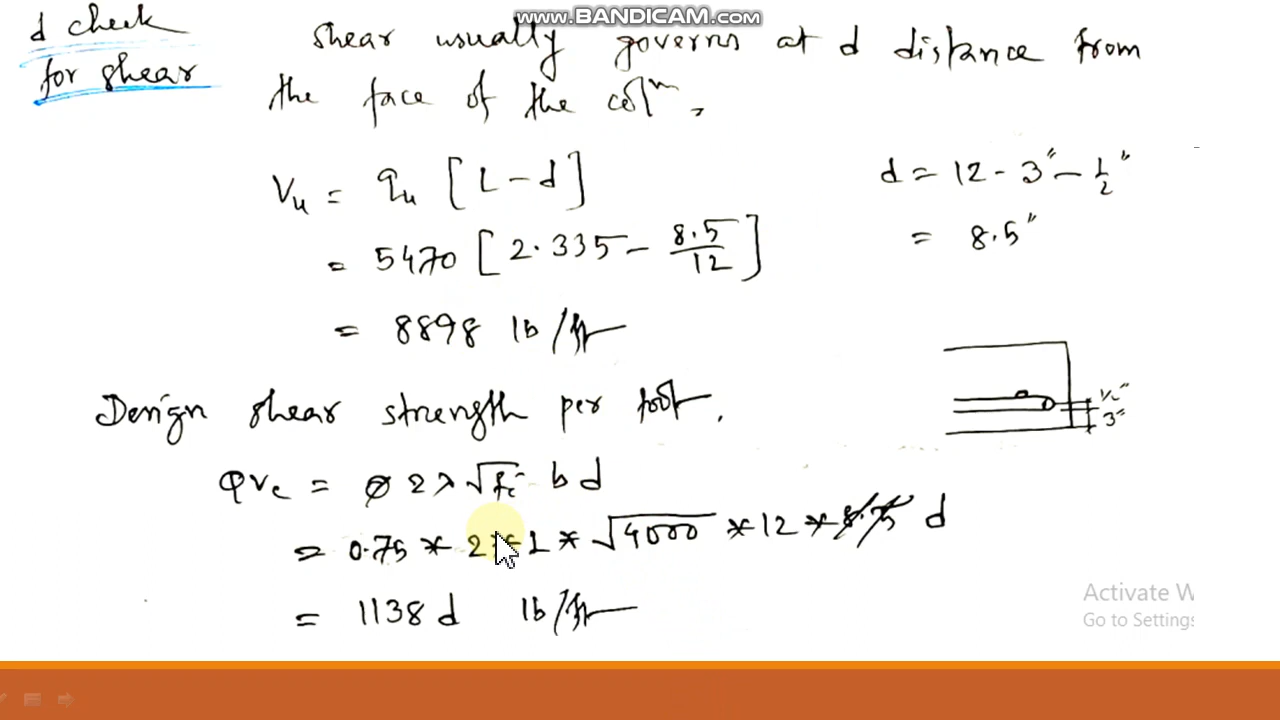 www.BANDICAM.com
d check
for shear
shear usually governs at d distance from
the face of the colᵐ,
Vu = qu [L - d]
= 5470 [2.335 - 8.5/12]
= 8898 lb/ft
d = 12 - 3" - 1/2"
= 8.5"
1/2"
3"
Design shear strength per foot,
φVc = φ 2λ √fc' b d
= 0.75 * 2 * 1 * √4000 * 12 * 8.5 d
= 1138 d lb/ft
Activate W
Go to Settings